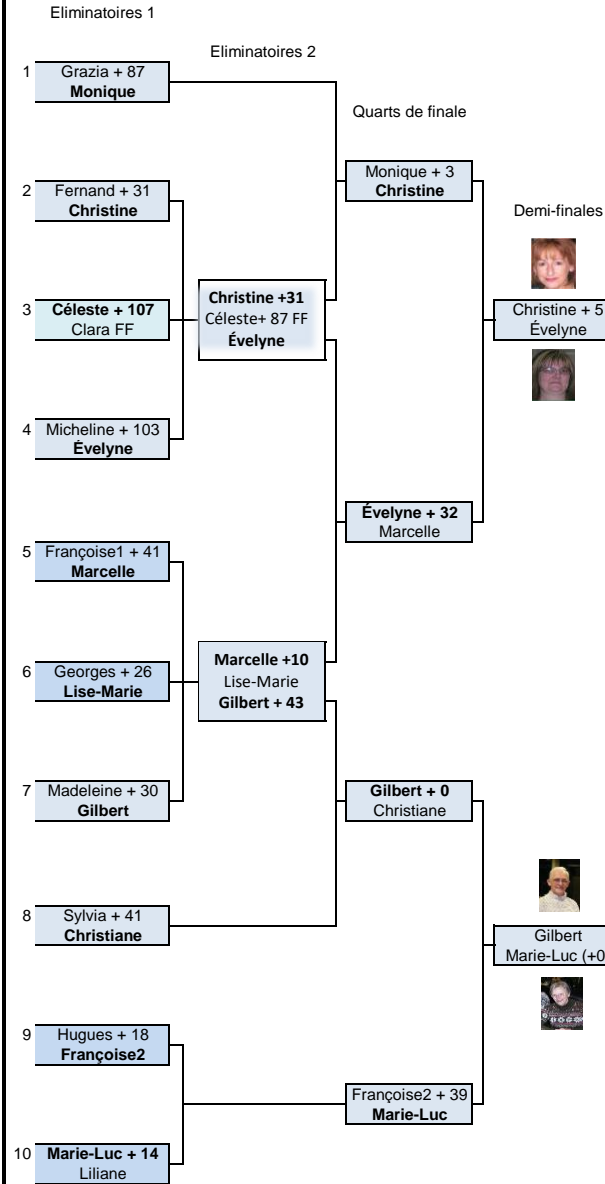 Eliminatoires 1
Eliminatoires 2
Quarts de finale
Demi-finales
1
Grazia + 87
Monique
2
Fernand + 31
Christine
3
Céleste + 107
Clara FF
4
Micheline + 103
Évelyne
5
Françoise1 + 41
Marcelle
6
Georges + 26
Lise-Marie
7
Madeleine + 30
Gilbert
8
Sylvia + 41
Christiane
9
Hugues + 18
Françoise2
10
Marie-Luc + 14
Liliane
Christine +31
Céleste+ 87 FF
Évelyne
Marcelle +10
Lise-Marie
Gilbert + 43
Monique + 3
Christine
Évelyne + 32
Marcelle
Gilbert + 0
Christiane
Françoise2 + 39
Marie-Luc
Christine + 5
Évelyne
Gilbert
Marie-Luc (+0